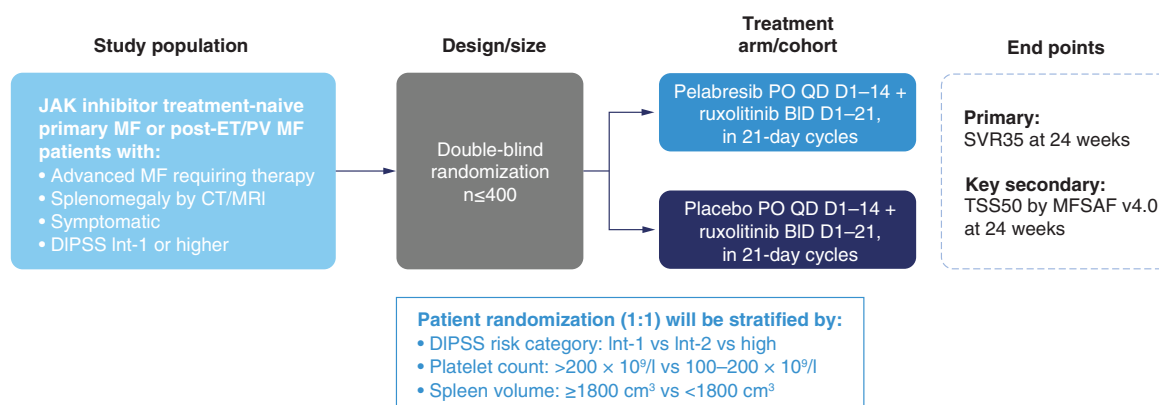 Study population
JAK inhibitor treatment-naive
primary MF or post-ET/PV MF
patients with:
• Advanced MF requiring therapy
• Splenomegaly by CT/MRI
• Symptomatic
• DIPSS Int-1 or higher
Design/size
Double-blind
randomization
n≤400
Treatment
arm/cohort
Pelabresib PO QD D1–14 +
ruxolitinib BID D1–21,
in 21-day cycles
Placebo PO QD D1–14 +
ruxolitinib BID D1–21,
in 21-day cycles
End points
Primary:
SVR35 at 24 weeks
Key secondary:
TSS50 by MFSAF v4.0
at 24 weeks
Patient randomization (1:1) will be stratified by:
• DIPSS risk category: Int-1 vs Int-2 vs high
• Platelet count: >200 × 10⁹/l vs 100–200 × 10⁹/l
• Spleen volume: ≥1800 cm³ vs <1800 cm³